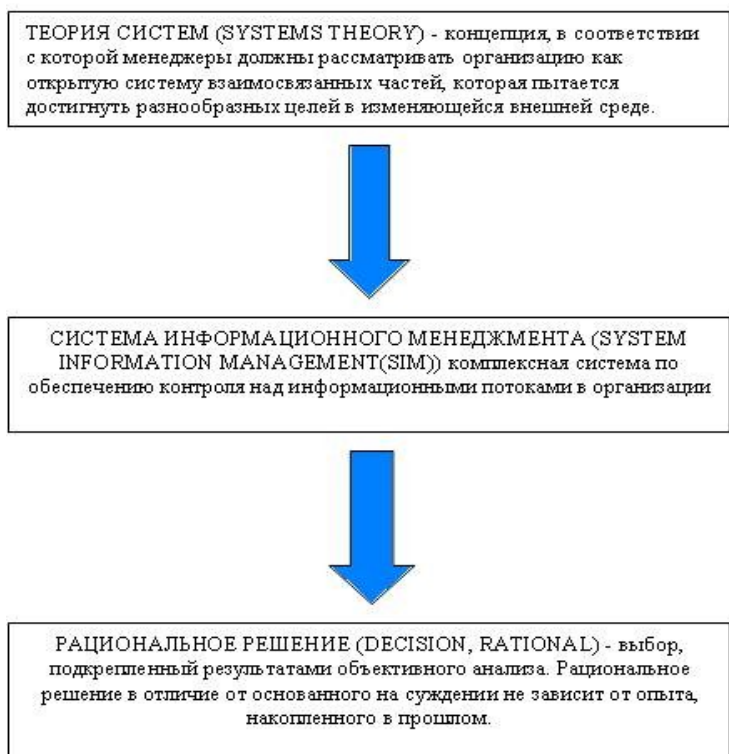 ТЕОРИЯ СИСТЕМ (SYSTEMS THEORY) - концепция, в соответствии
с которой менеджеры должны рассматривать организацию как
открытую систему взаимосвязанных частей, которая пытается
достигнуть разнообразных целей в изменяющейся внешней среде.
СИСТЕМА ИНФОРМАЦИОННОГО МЕНЕДЖМЕНТА (SYSTEM
INFORMATION MANAGEMENT(SIM)) комплексная система по
обеспечению контроля над информационными потоками в организации
РАЦИОНАЛЬНОЕ РЕШЕНИЕ (DECISION, RATIONAL) - выбор,
подкрепленный результатами объективного анализа. Рациональное
решение в отличие от основанного на суждении не зависит от опыта,
накопленного в прошлом.